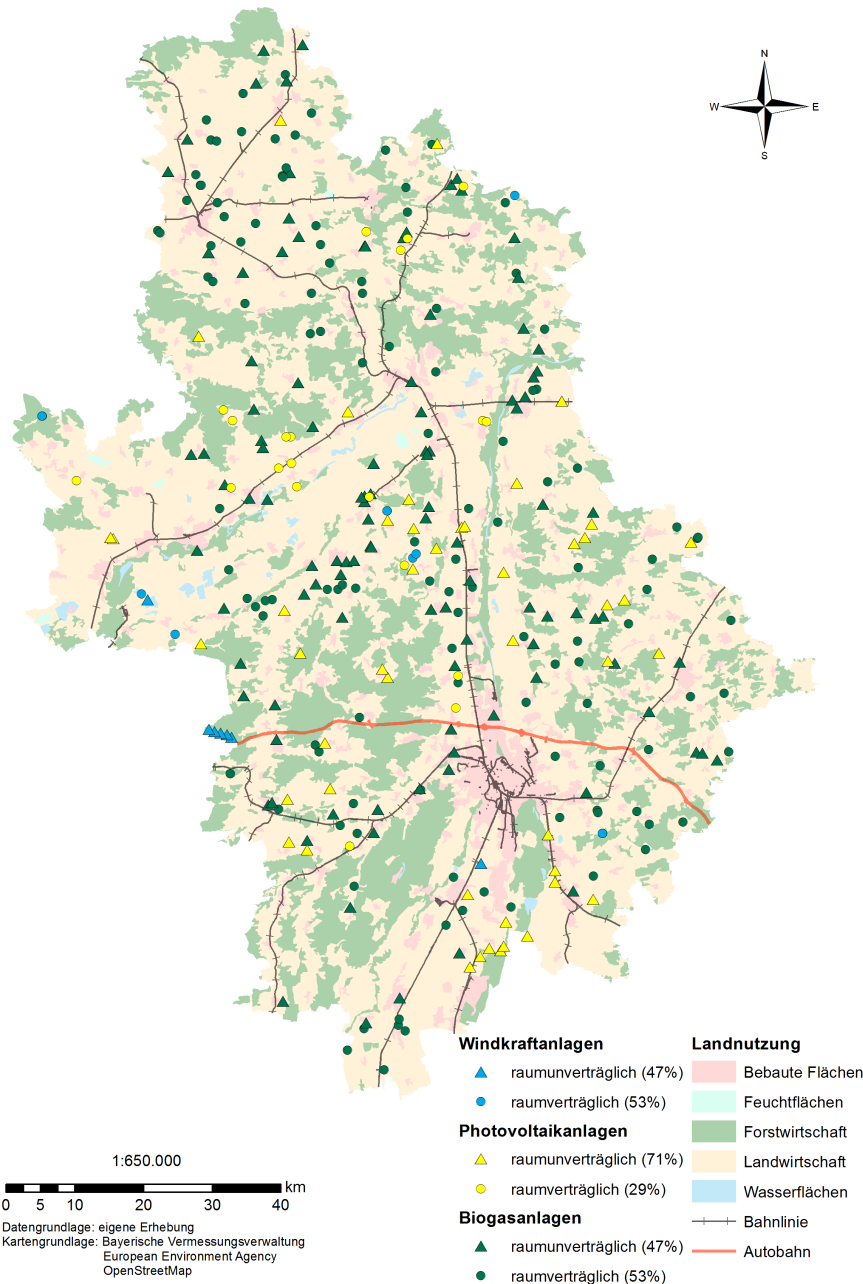 N
W E
S
Windkraftanlagen
raumunverträglich (47%)
raumverträglich (53%)
Photovoltaikanlagen
raumunverträglich (71%)
raumverträglich (29%)
Biogasanlagen
raumunverträglich (47%)
raumverträglich (53%)
Landnutzung
Bebaute Flächen
Feuchtflächen
Forstwirtschaft
Landwirtschaft
Wasserflächen
Bahnlinie
Autobahn
1:650.000
km
0 5 10 20 30 40
Datengrundlage: eigene Erhebung
Kartengrundlage: Bayerische Vermessungsverwaltung
European Environment Agency
OpenStreetMap